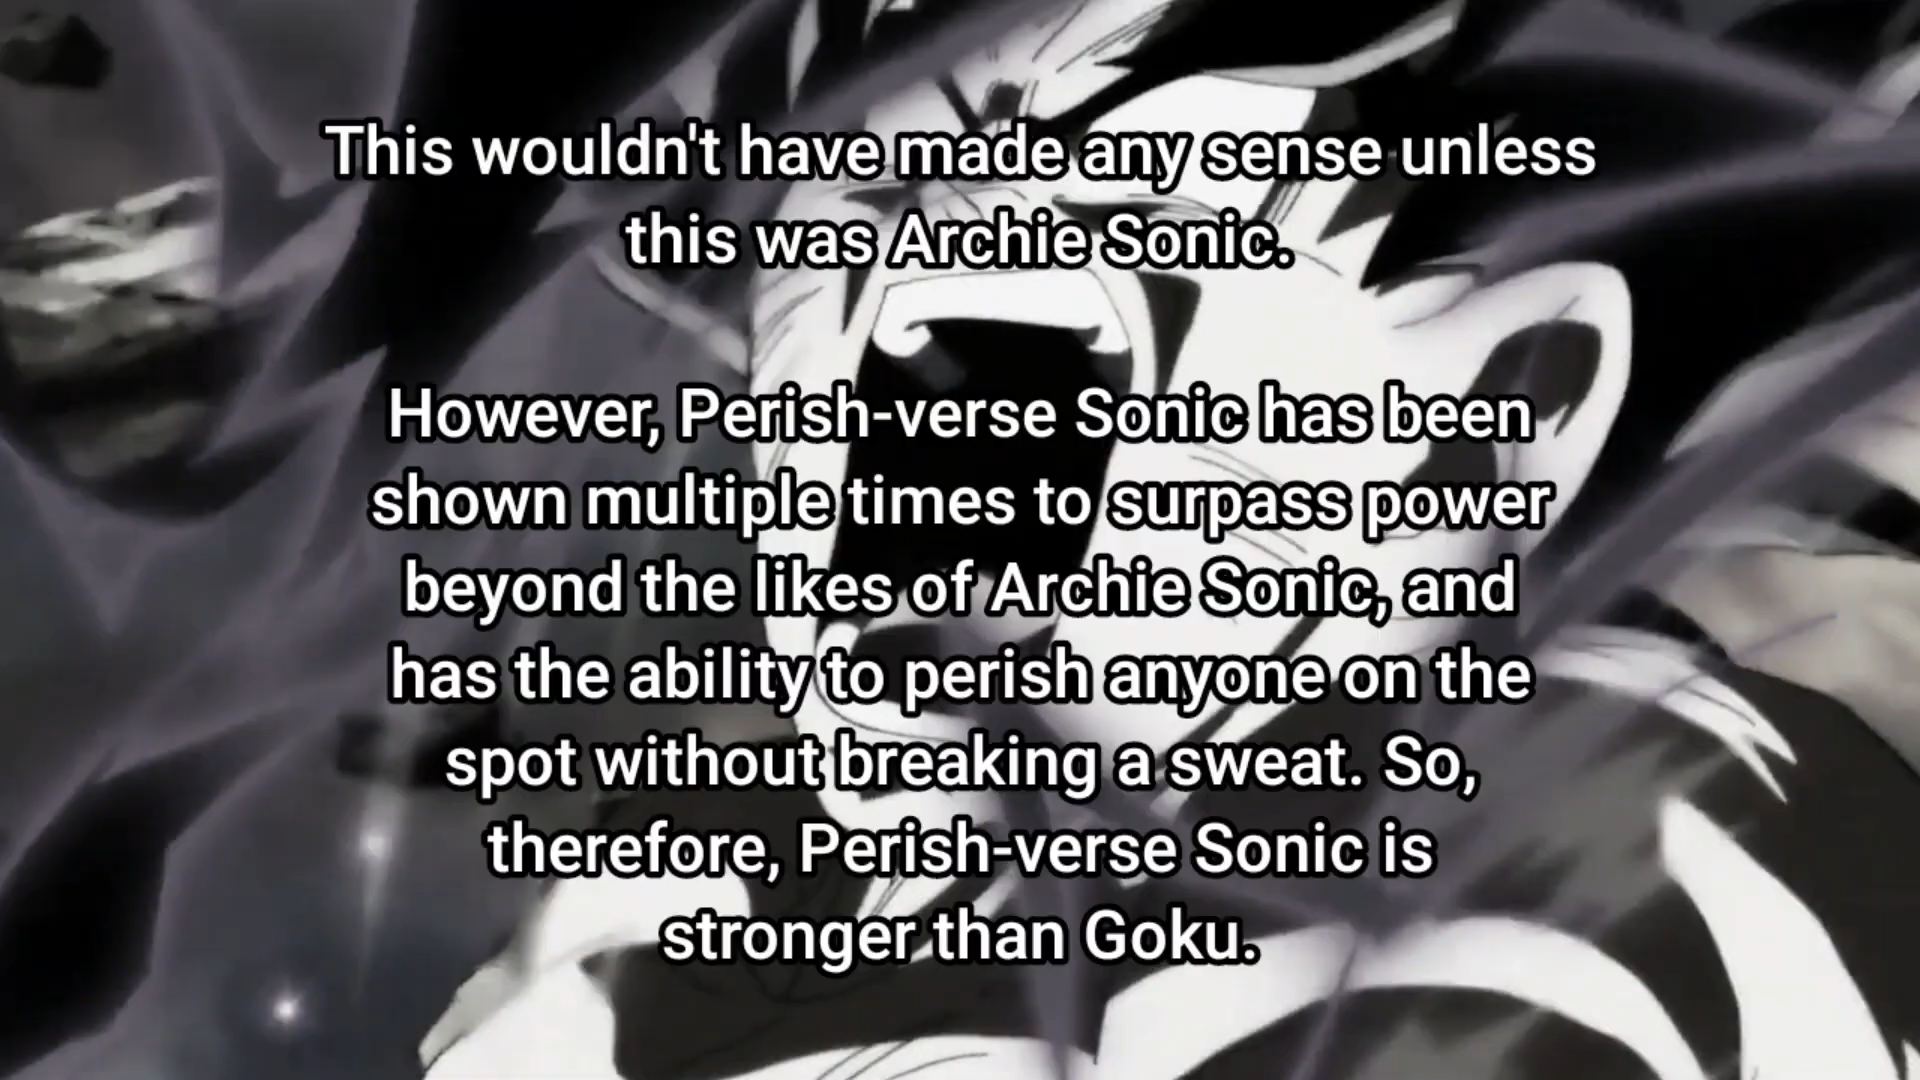 This wouldn't have made any sense unless
this was Archie Sonic.
However, Perish-verse Sonic has been
shown multiple times to surpass power
beyond the likes of Archie Sonic, and
has the ability to perish anyone on the
spot without breaking a sweat. So,
therefore, Perish-verse Sonic is
stronger than Goku.